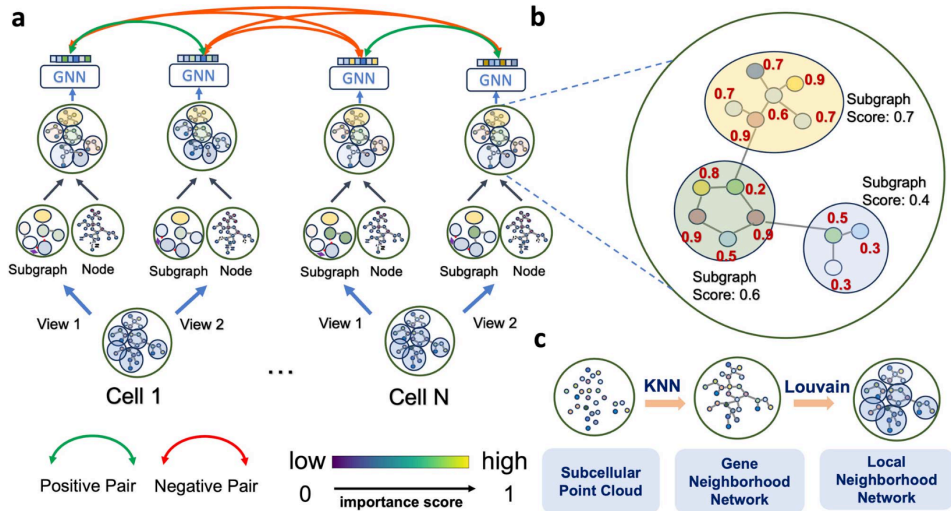 a
GNN
GNN
GNN
GNN
Subgraph
Node
Subgraph
Node
Subgraph
Node
Subgraph
Node
View 1
View 2
View 1
View 2
Cell 1
...
Cell N
Positive Pair
Negative Pair
low
high
0
importance score
1
b
0.7
0.9
0.7
0.6
0.7
0.9
Subgraph
Score: 0.7
0.8
0.2
0.9
0.9
0.5
Subgraph
Score: 0.6
Subgraph
Score: 0.4
0.5
0.3
0.3
c
KNN
Louvain
Subcellular
Point Cloud
Gene
Neighborhood
Network
Local
Neighborhood
Network